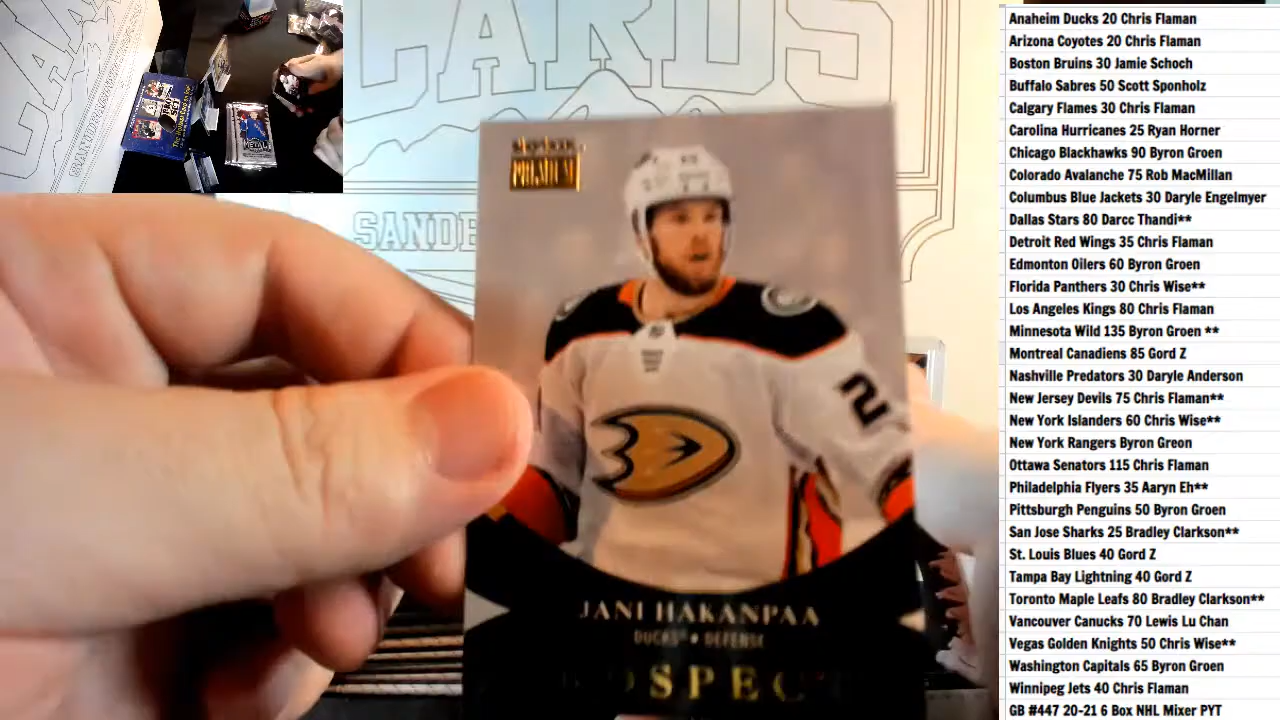 CARDS
SANDE
PREMIUM
2
JANI HAKANPAA
DUCKS • DEFENSE
OSPEC
METAL
Anaheim Ducks 20 Chris Flaman
Arizona Coyotes 20 Chris Flaman
Boston Bruins 30 Jamie Schoch
Buffalo Sabres 50 Scott Sponholz
Calgary Flames 30 Chris Flaman
Carolina Hurricanes 25 Ryan Horner
Chicago Blackhawks 90 Byron Groen
Colorado Avalanche 75 Rob MacMillan
Columbus Blue Jackets 30 Daryle Engelmyer
Dallas Stars 80 Darcc Thandi**
Detroit Red Wings 35 Chris Flaman
Edmonton Oilers 60 Byron Groen
Florida Panthers 30 Chris Wise**
Los Angeles Kings 80 Chris Flaman
Minnesota Wild 135 Byron Groen **
Montreal Canadiens 85 Gord Z
Nashville Predators 30 Daryle Anderson
New Jersey Devils 75 Chris Flaman**
New York Islanders 60 Chris Wise**
New York Rangers Byron Greon
Ottawa Senators 115 Chris Flaman
Philadelphia Flyers 35 Aaryn Eh**
Pittsburgh Penguins 50 Byron Groen
San Jose Sharks 25 Bradley Clarkson**
St. Louis Blues 40 Gord Z
Tampa Bay Lightning 40 Gord Z
Toronto Maple Leafs 80 Bradley Clarkson**
Vancouver Canucks 70 Lewis Lu Chan
Vegas Golden Knights 50 Chris Wise**
Washington Capitals 65 Byron Groen
Winnipeg Jets 40 Chris Flaman
GB #447 20-21 6 Box NHL Mixer PYT